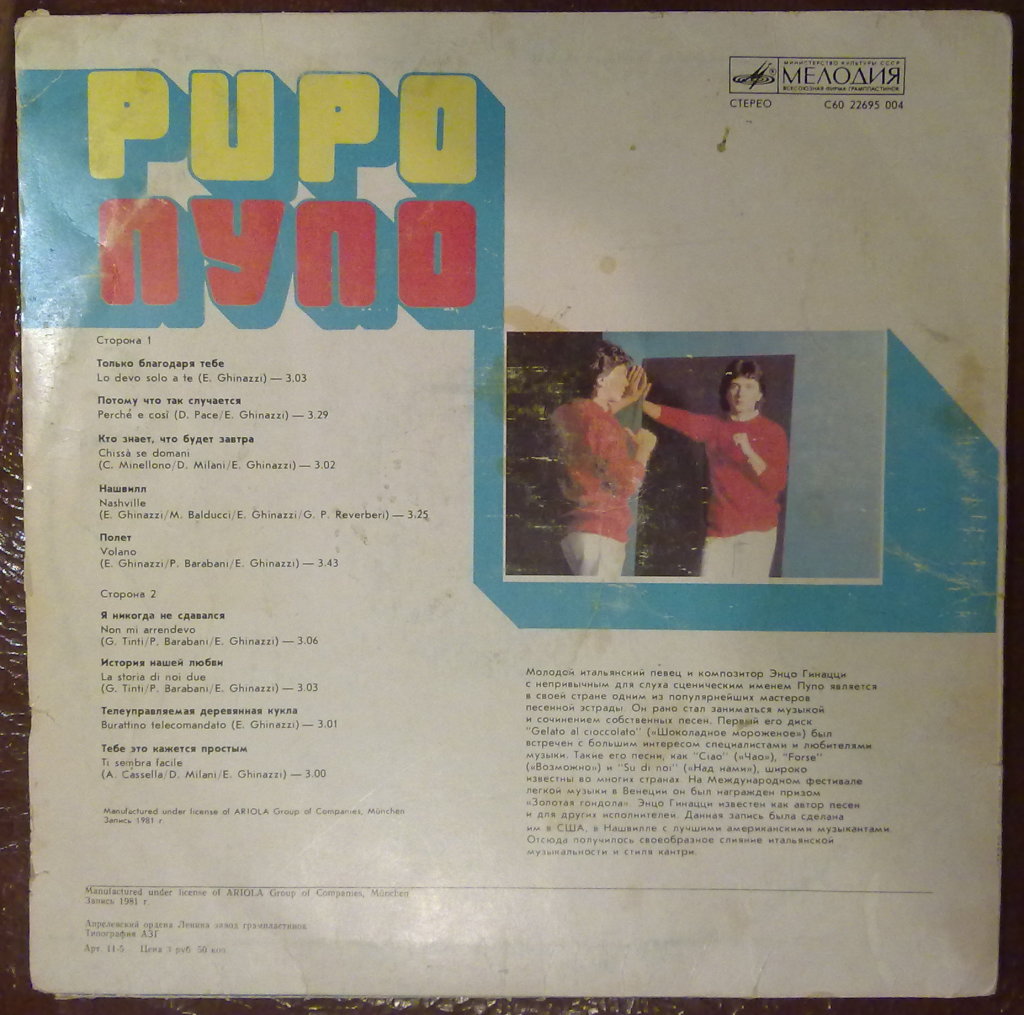 PUPO
ПУПО
МИНИСТЕРСТВО КУЛЬТУРЫ СССР
МЕЛОДИЯ
ВСЕСОЮЗНАЯ ФИРМА ГРАМПЛАСТИНОК
СТЕРЕО С60 22695 004
Сторона 1
Только благодаря тебе
Lo devo solo a te (E. Ghinazzi) — 3.03
Потому что так случается
Perché e così (D. Pace/E. Ghinazzi) — 3.29
Кто знает, что будет завтра
Chissà se domani
(C. Minellono/D. Milani/E. Ghinazzi) — 3.02
Нашвилл
Nashville
(E. Ghinazzi/M. Balducci/E. Ghinazzi/G. P. Reverberi) — 3.25
Полет
Volano
(E. Ghinazzi/P. Barabani/E. Ghinazzi) — 3.43
Сторона 2
Я никогда не сдавался
Non mi arrendevo
(G. Tinti/P. Barabani/E. Ghinazzi) — 3.06
История нашей любви
La storia di noi due
(G. Tinti/P. Barabani/E. Ghinazzi) — 3.03
Телеуправляемая деревянная кукла
Burattino telecomandato (E. Ghinazzi) — 3.01
Тебе это кажется простым
Ti sembra facile
(A. Cassella/D. Milani/E. Ghinazzi) — 3.00
Manufactured under license of ARIOLA Group of Companies, München
Запись 1981 г.
Молодой итальянский певец и композитор Энцо Гинацци
с непривычным для слуха сценическим именем Пупо является
в своей стране одним из популярнейших мастеров
песенной эстрады. Он рано стал заниматься музыкой
и сочинением собственных песен. Первый его диск
"Gelato al cioccolato" («Шоколадное мороженое») был
встречен с большим интересом специалистами и любителями
музыки. Такие его песни, как "Ciao" («Чао»), "Forse"
(«Возможно») и "Su di noi" («Над нами»), широко
известны во многих странах. На Международном фестивале
легкой музыки в Венеции он был награжден призом
«Золотая гондола». Энцо Гинацци известен как автор песен
и для других исполнителей. Данная запись была сделана
им в США, в Нашвилле с лучшими американскими музыкантами.
Отсюда получилось своеобразное слияние итальянской
музыкальности и стиля кантри.
Manufactured under license of ARIOLA Group of Companies, München
Запись 1981 г.
Апрелевский ордена Ленина завод грампластинок
Типография АЗГ
Арт. 11-5. Цена 3 руб. 50 коп.